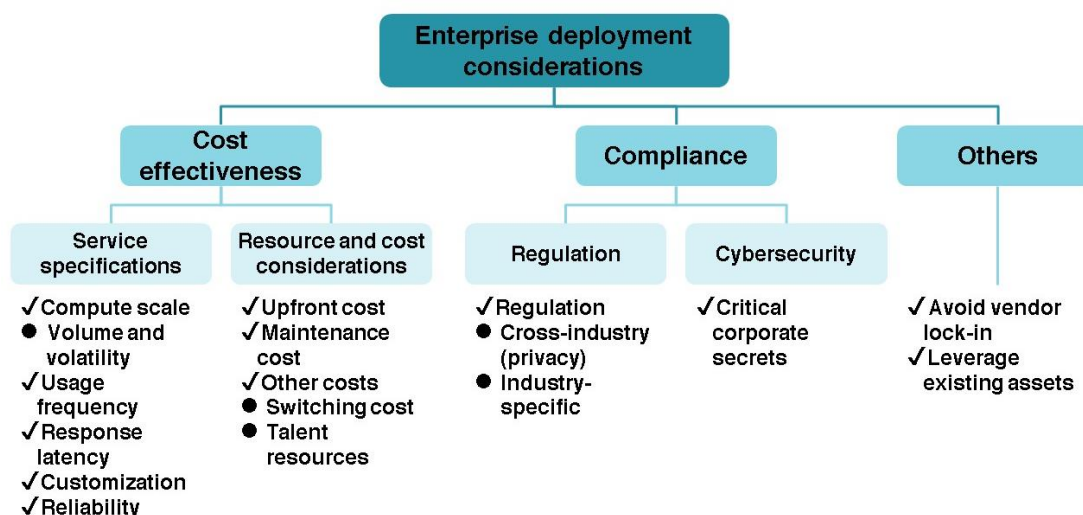 Enterprise deployment
considerations
Cost
effectiveness
Compliance
Others
Service
specifications
Resource and cost
considerations
Regulation
Cybersecurity
✓Compute scale
● Volume and
volatility
✓Usage
frequency
✓Response
latency
✓Customization
✓Reliability
✓Upfront cost
✓Maintenance
cost
✓Other costs
● Switching cost
● Talent
resources
✓Regulation
● Cross-industry
(privacy)
● Industry-
specific
✓Critical
corporate
secrets
✓Avoid vendor
lock-in
✓Leverage
existing assets